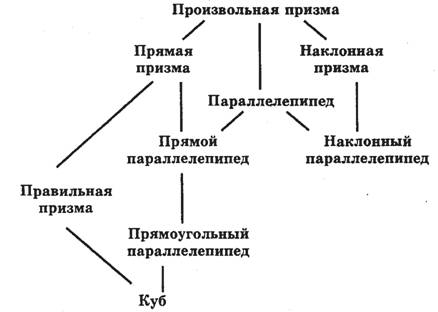 Произвольная призма
Прямая
призма
Наклонная
призма
Параллелепипед
Прямой
параллелепипед
Наклонный
параллелепипед
Правильная
призма
Прямоугольный
параллелепипед
Куб